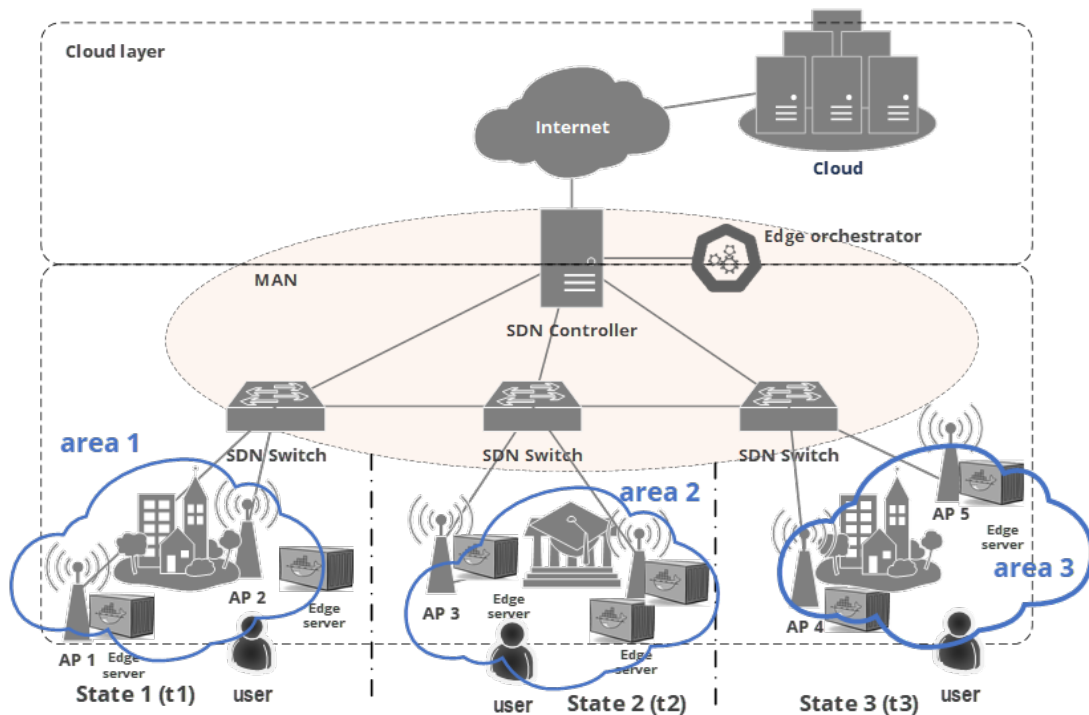 Cloud layer
Internet
Cloud
Edge orchestrator
MAN
SDN Controller
area 1
SDN Switch
SDN Switch
SDN Switch
area 2
AP 5
Edge
server
area 3
AP 2
Edge
server
AP 3
Edge
server
AP 4
AP 1
Edge
server
Edge
server
State 1 (t1)
user
user
State 2 (t2)
State 3 (t3)
user